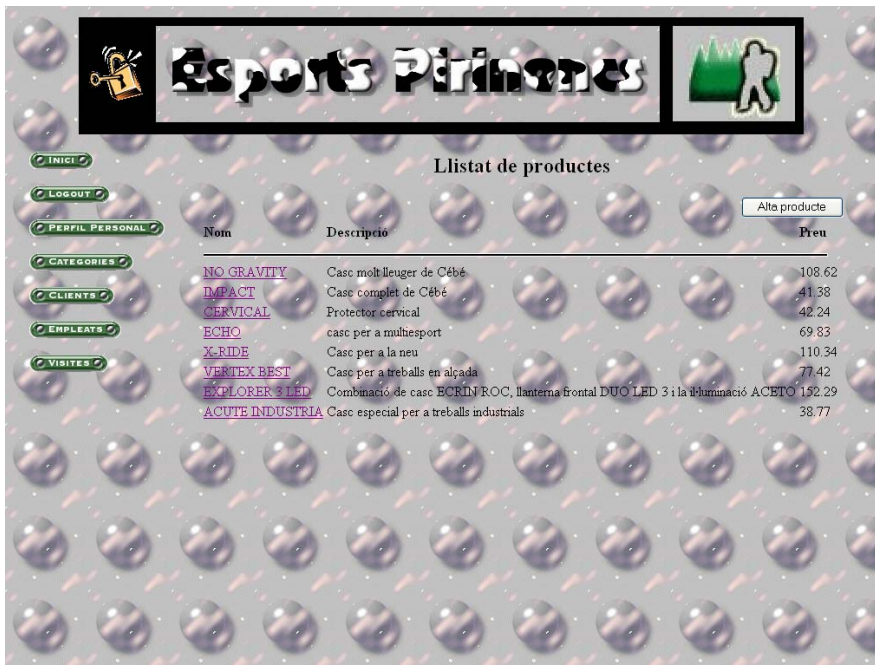 Esports Pirinencs
INICI
LOGOUT
PERFIL PERSONAL
CATEGORIES
CLIENTS
EMPLEATS
VISITES
Llistat de productes
Alta producte
Nom Descripció Preu
NO GRAVITY Casc molt lleuger de Cébé 108.62
IMPACT Casc complet de Cébé 41.38
CERVICAL Protector cervical 42.24
ECHO casc per a multiesport 69.83
X-RIDE Casc per a la neu 110.34
VERTEX BEST Casc per a treballs en alçada 77.42
EXPLORER 3 LED Combinació de casc ECRIN ROC, llanterna frontal DUO LED 3 i la il·luminació ACETO 152.29
ACUTE INDUSTRIA Casc especial per a treballs industrials 38.77